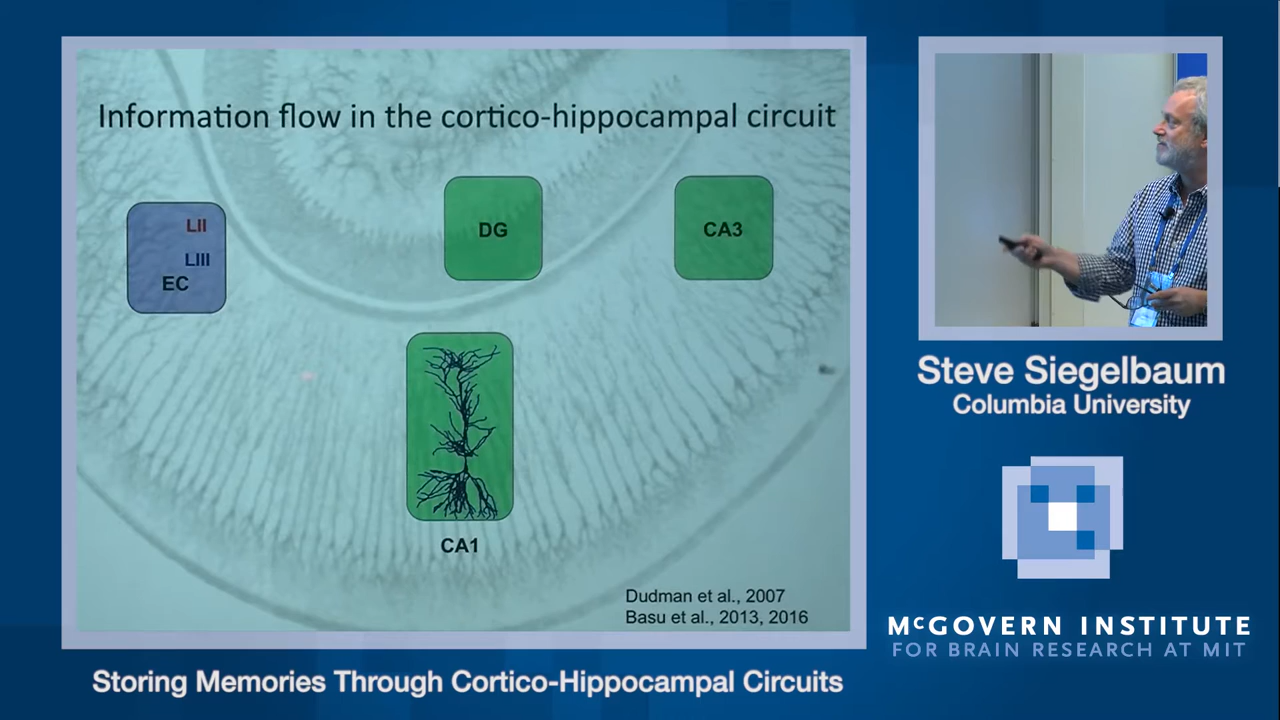 Information flow in the cortico-hippocampal circuit
LII
LIII
EC
DG
CA3
CA1
Dudman et al., 2007
Basu et al., 2013, 2016
Steve Siegelbaum
Columbia University
McGOVERN INSTITUTE
FOR BRAIN RESEARCH AT MIT
Storing Memories Through Cortico-Hippocampal Circuits